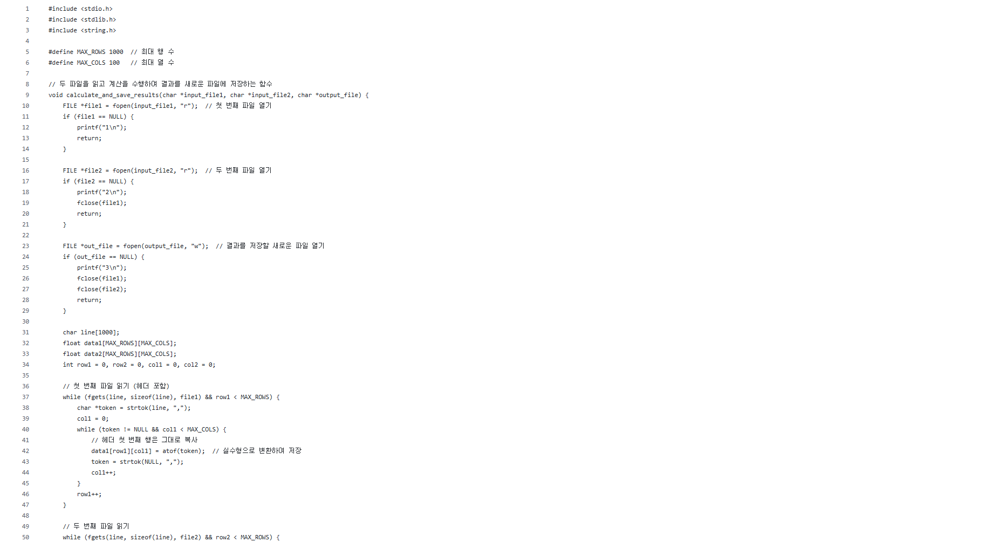 1 #include <stdio.h>
2 #include <stdlib.h>
3 #include <string.h>
4
5 #define MAX_ROWS 1000  // 최대 행 수
6 #define MAX_COLS 100   // 최대 열 수
7
8 // 두 파일을 읽고 계산을 수행하며 결과를 새로운 파일에 저장하는 함수
9 void calculate_and_save_results(char *input_file1, char *input_file2, char *output_file) {
10     FILE *file1 = fopen(input_file1, "r");  // 첫 번째 파일 열기
11     if (file1 == NULL) {
12         printf("1\n");
13         return;
14     }
15
16     FILE *file2 = fopen(input_file2, "r");  // 두 번째 파일 열기
17     if (file2 == NULL) {
18         printf("2\n");
19         fclose(file1);
20         return;
21     }
22
23     FILE *out_file = fopen(output_file, "w");  // 결과를 저장할 새로운 파일 열기
24     if (out_file == NULL) {
25         printf("3\n");
26         fclose(file1);
27         fclose(file2);
28         return;
29     }
30
31     char line[1000];
32     float data1[MAX_ROWS][MAX_COLS];
33     float data2[MAX_ROWS][MAX_COLS];
34     int row1 = 0, row2 = 0, col1 = 0, col2 = 0;
35
36     // 첫 번째 파일 읽기 (헤더 포함)
37     while (fgets(line, sizeof(line), file1) && row1 < MAX_ROWS) {
38         char *token = strtok(line, ",");
39         col1 = 0;
40         while (token != NULL && col1 < MAX_COLS) {
41             // 헤더 첫 번째 행은 그대로 복사
42             data1[row1][col1] = atof(token);  // 실수형으로 변환하며 저장
43             token = strtok(NULL, ",");
44             col1++;
45         }
46         row1++;
47     }
48
49     // 두 번째 파일 읽기
50     while (fgets(line, sizeof(line), file2) && row2 < MAX_ROWS) {